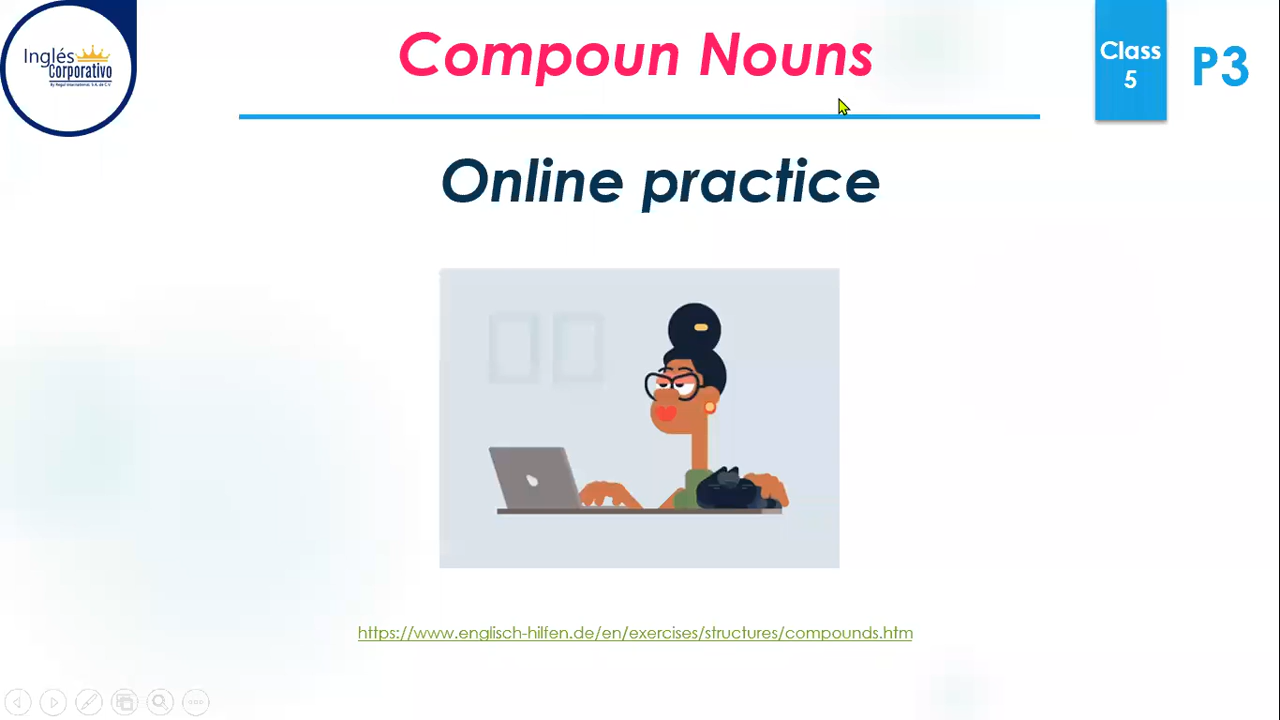 Inglés
Corporativo
Compoun Nouns
Class
5
P3
Online practice
https://www.englisch-hilfen.de/en/exercises/structures/compounds.htm